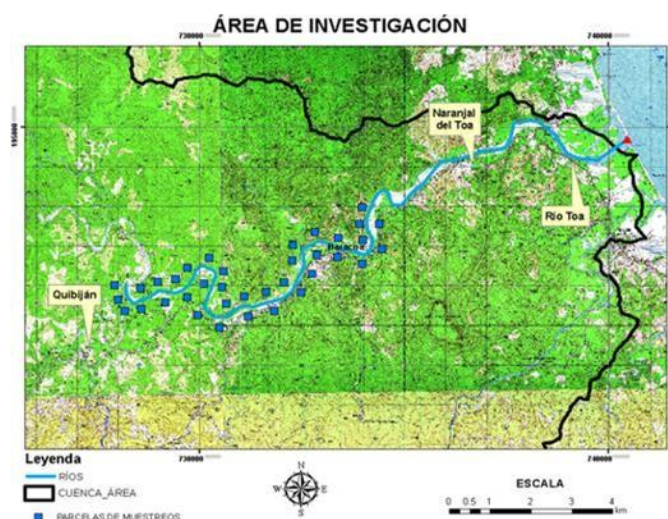 ÁREA DE INVESTIGACIÓN
730000
740000
Naranjal
del Toa
Río Toa
Quibiján
730000
740000
Leyenda
RÍOS
CUENCA_ÁREA
PARCELAS DE MUESTREOS
N
W
E
S
ESCALA
0 0.5 1 2 3 4
km